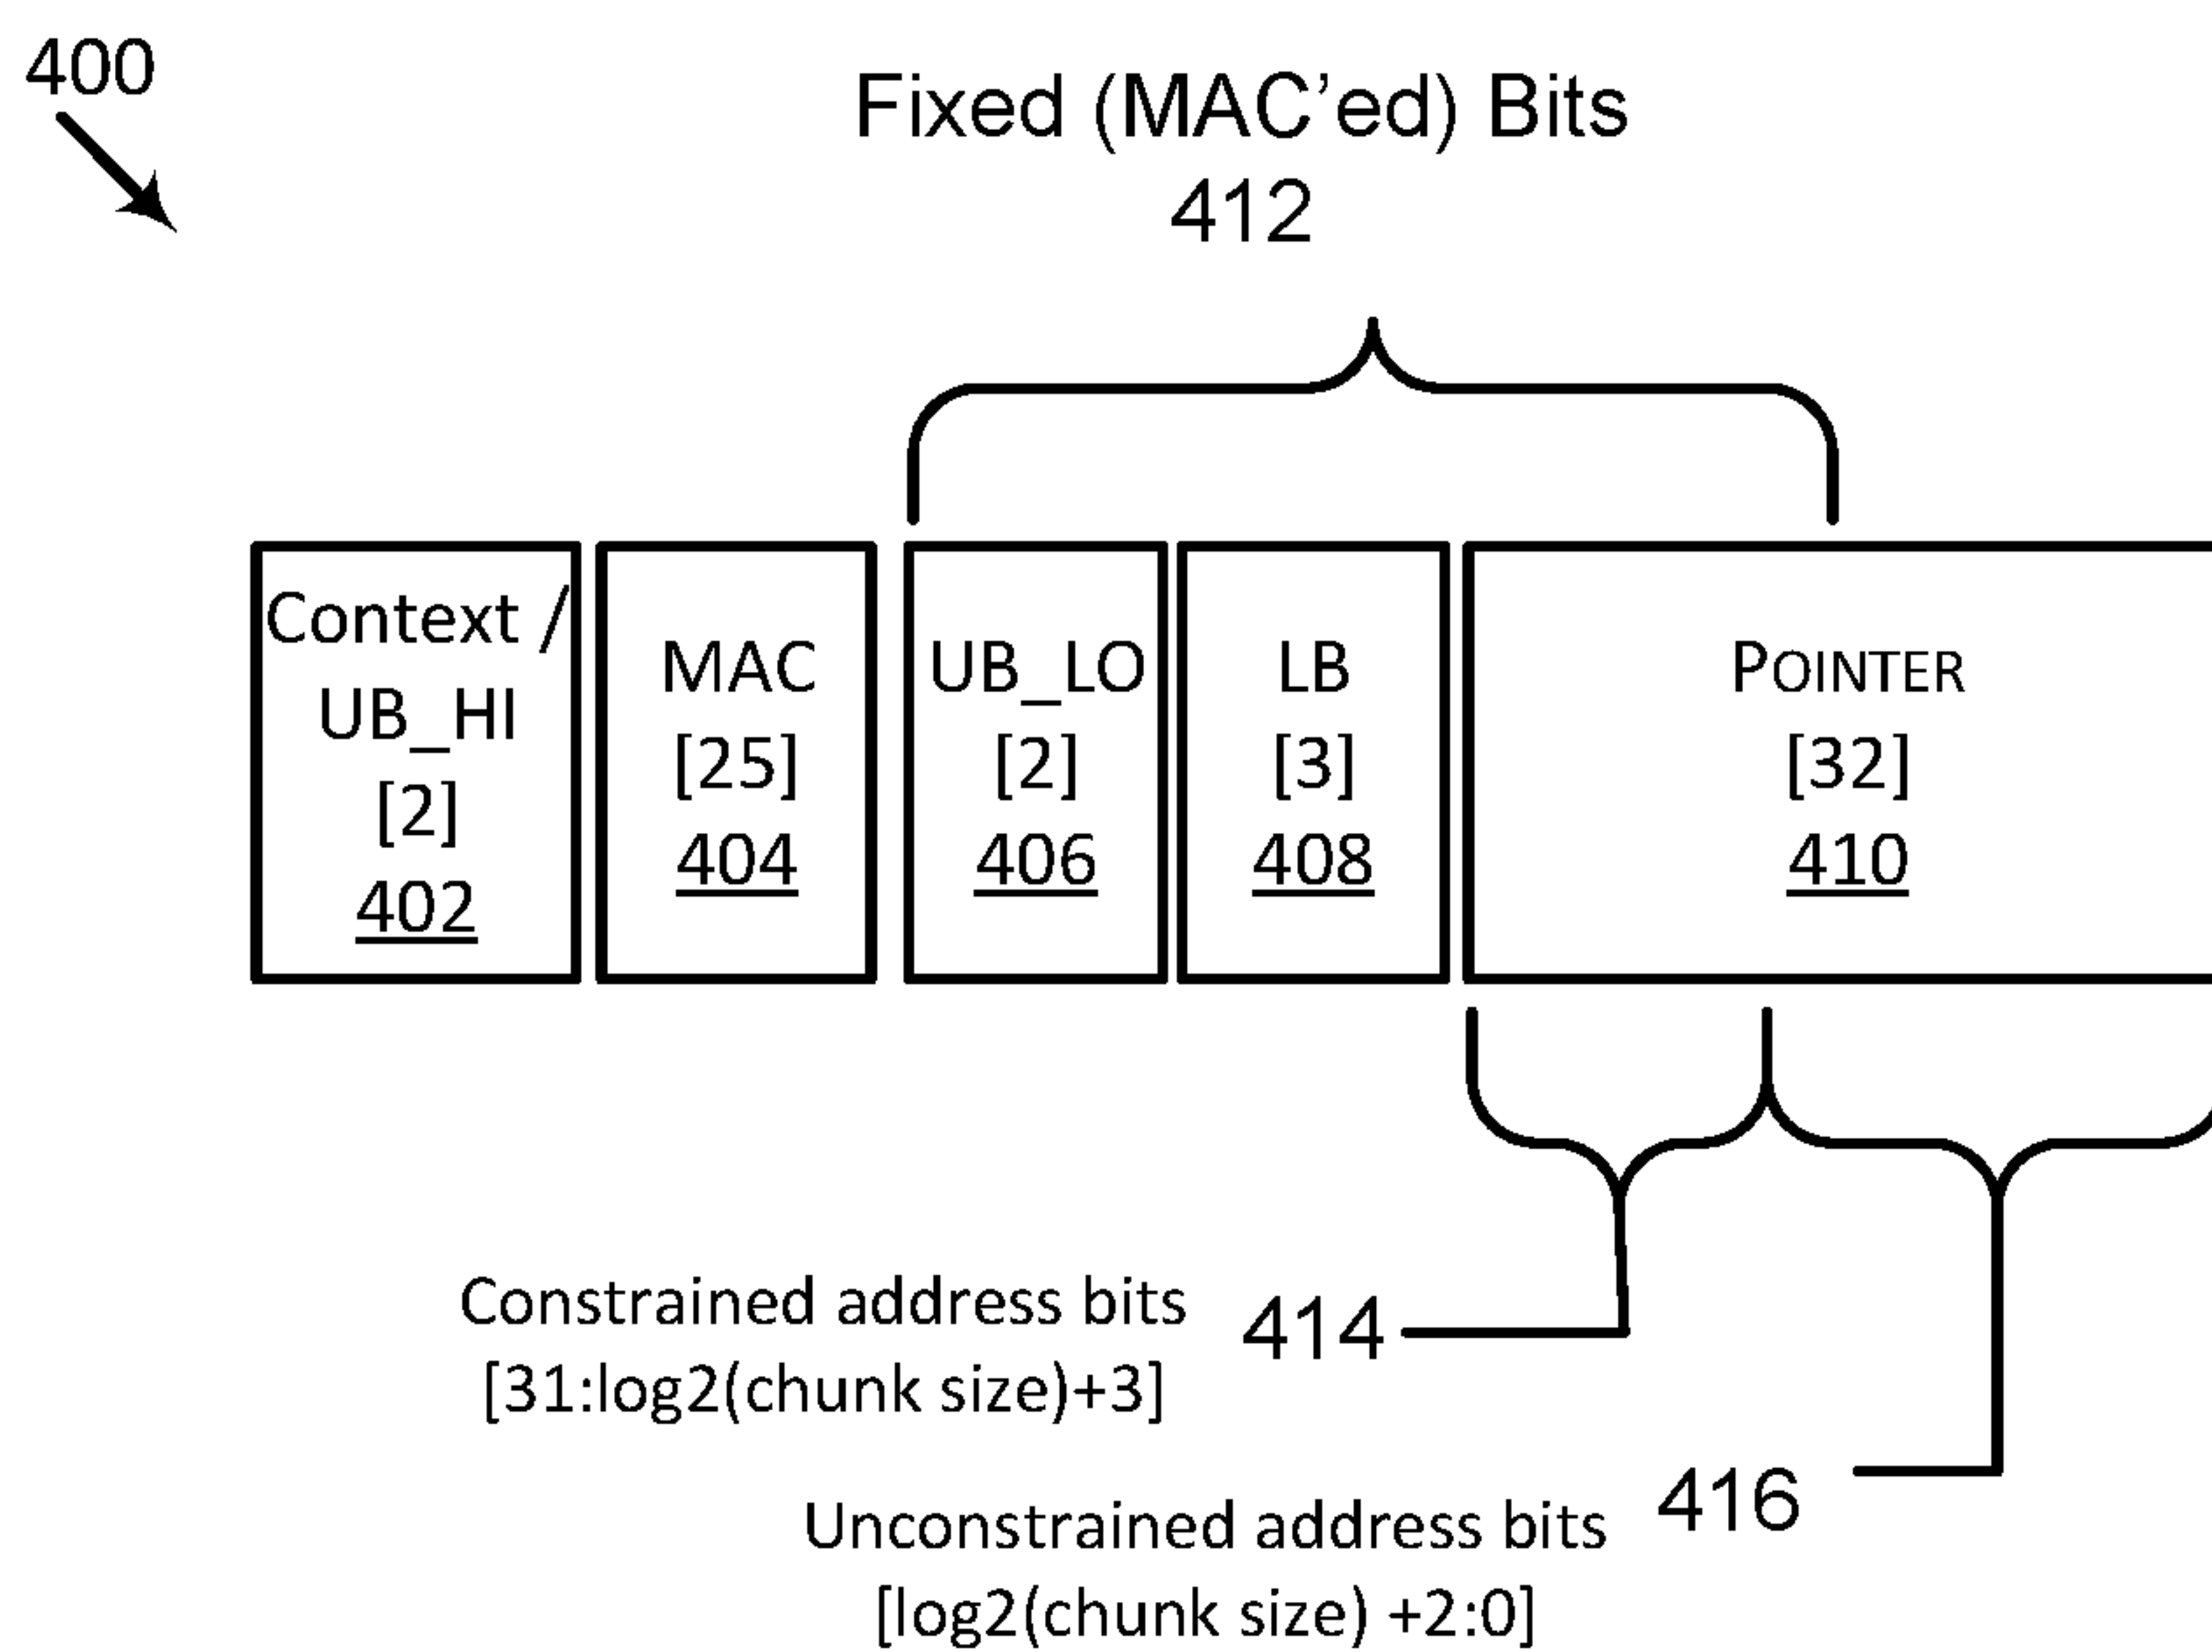 400
Fixed (MAC’ed) Bits
412
Context /
UB_HI
[2]
402
MAC
[25]
404
UB_LO
[2]
406
LB
[3]
408
POINTER
[32]
410
Constrained address bits
[31:log2(chunk size)+3]
414
Unconstrained address bits
[log2(chunk size) +2:0]
416